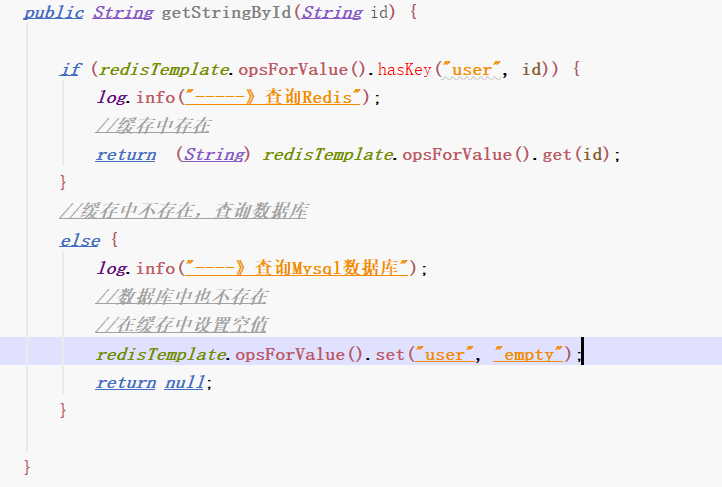 public String getStringById(String id) {
if (redisTemplate.opsForValue().hasKey("user", id)) {
log.info("-----》查询Redis");
//缓存中存在
return (String) redisTemplate.opsForValue().get(id);
}
//缓存中不存在，查询数据库
else {
log.info("----》查询Mysql数据库");
//数据库中也不存在
//在缓存中设置空值
redisTemplate.opsForValue().set("user", "empty");
return null;
}
}